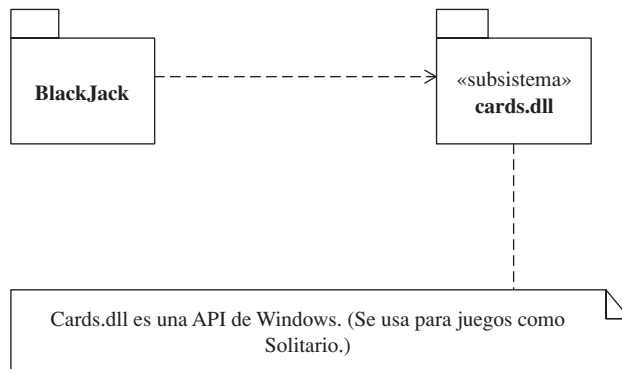 BlackJack
«subsistema»
cards.dll
Cards.dll es una API de Windows. (Se usa para juegos como
Solitario.)